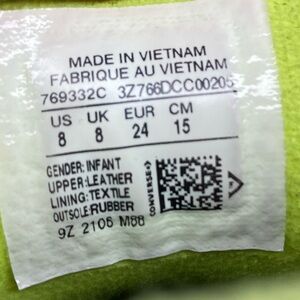 MADE IN VIETNAM
FABRIQUE AU VIETNAM
769332C 3Z766DCC00205
US UK EUR CM
8 8 24 15
GENDER: INFANT
UPPER: LEATHER
LINING: TEXTILE
OUTSOLE: RUBBER
9Z 2106 M88
CONVERSE